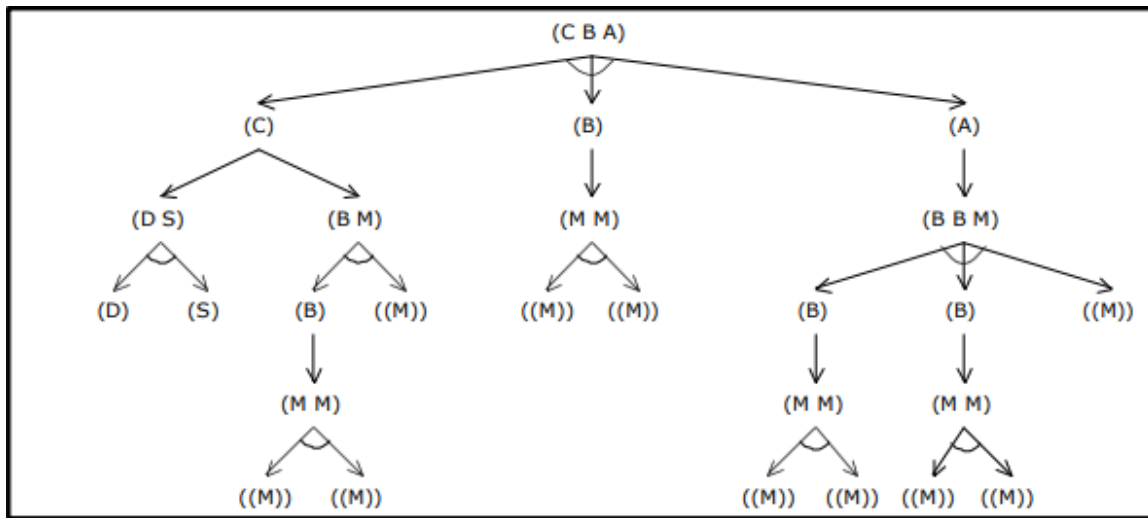 (C B A)
(C) (B) (A)
(D S) (B M) (M M) (B B M)
(D) (S) (B) ((M)) ((M)) ((M)) (B) (B) ((M))
(M M) (M M) (M M)
((M)) ((M)) ((M)) ((M)) ((M)) ((M))